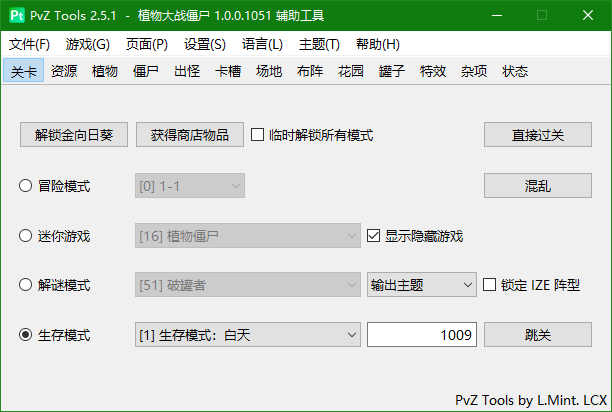 Pt PvZ Tools 2.5.1 - 植物大战僵尸 1.0.0.1051 辅助工具
文件(F) 游戏(G) 页面(P) 设置(S) 语言(L) 主题(T) 帮助(H)
关卡 资源 植物 僵尸 出怪 卡槽 场地 布阵 花园 罐子 特效 杂项 状态
解锁金向日葵 获得商店物品 临时解锁所有模式 直接过关
冒险模式 [0] 1-1 混乱
迷你游戏 [16] 植物僵尸 显示隐藏游戏
解谜模式 [51] 破罐者 输出主题 锁定 IZE 阵型
生存模式 [1] 生存模式：白天 1009 跳关
PvZ Tools by L.Mint. LCX